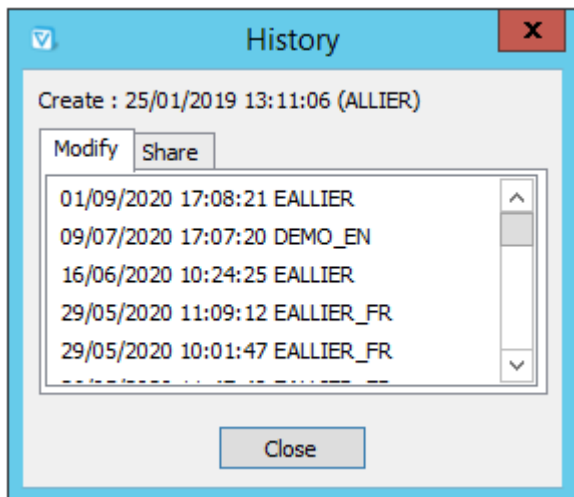 History
x
Create : 25/01/2019 13:11:06 (ALLIER)
Modify Share
01/09/2020 17:08:21 EALLIER
09/07/2020 17:07:20 DEMO_EN
16/06/2020 10:24:25 EALLIER
29/05/2020 11:09:12 EALLIER_FR
29/05/2020 10:01:47 EALLIER_FR
Close